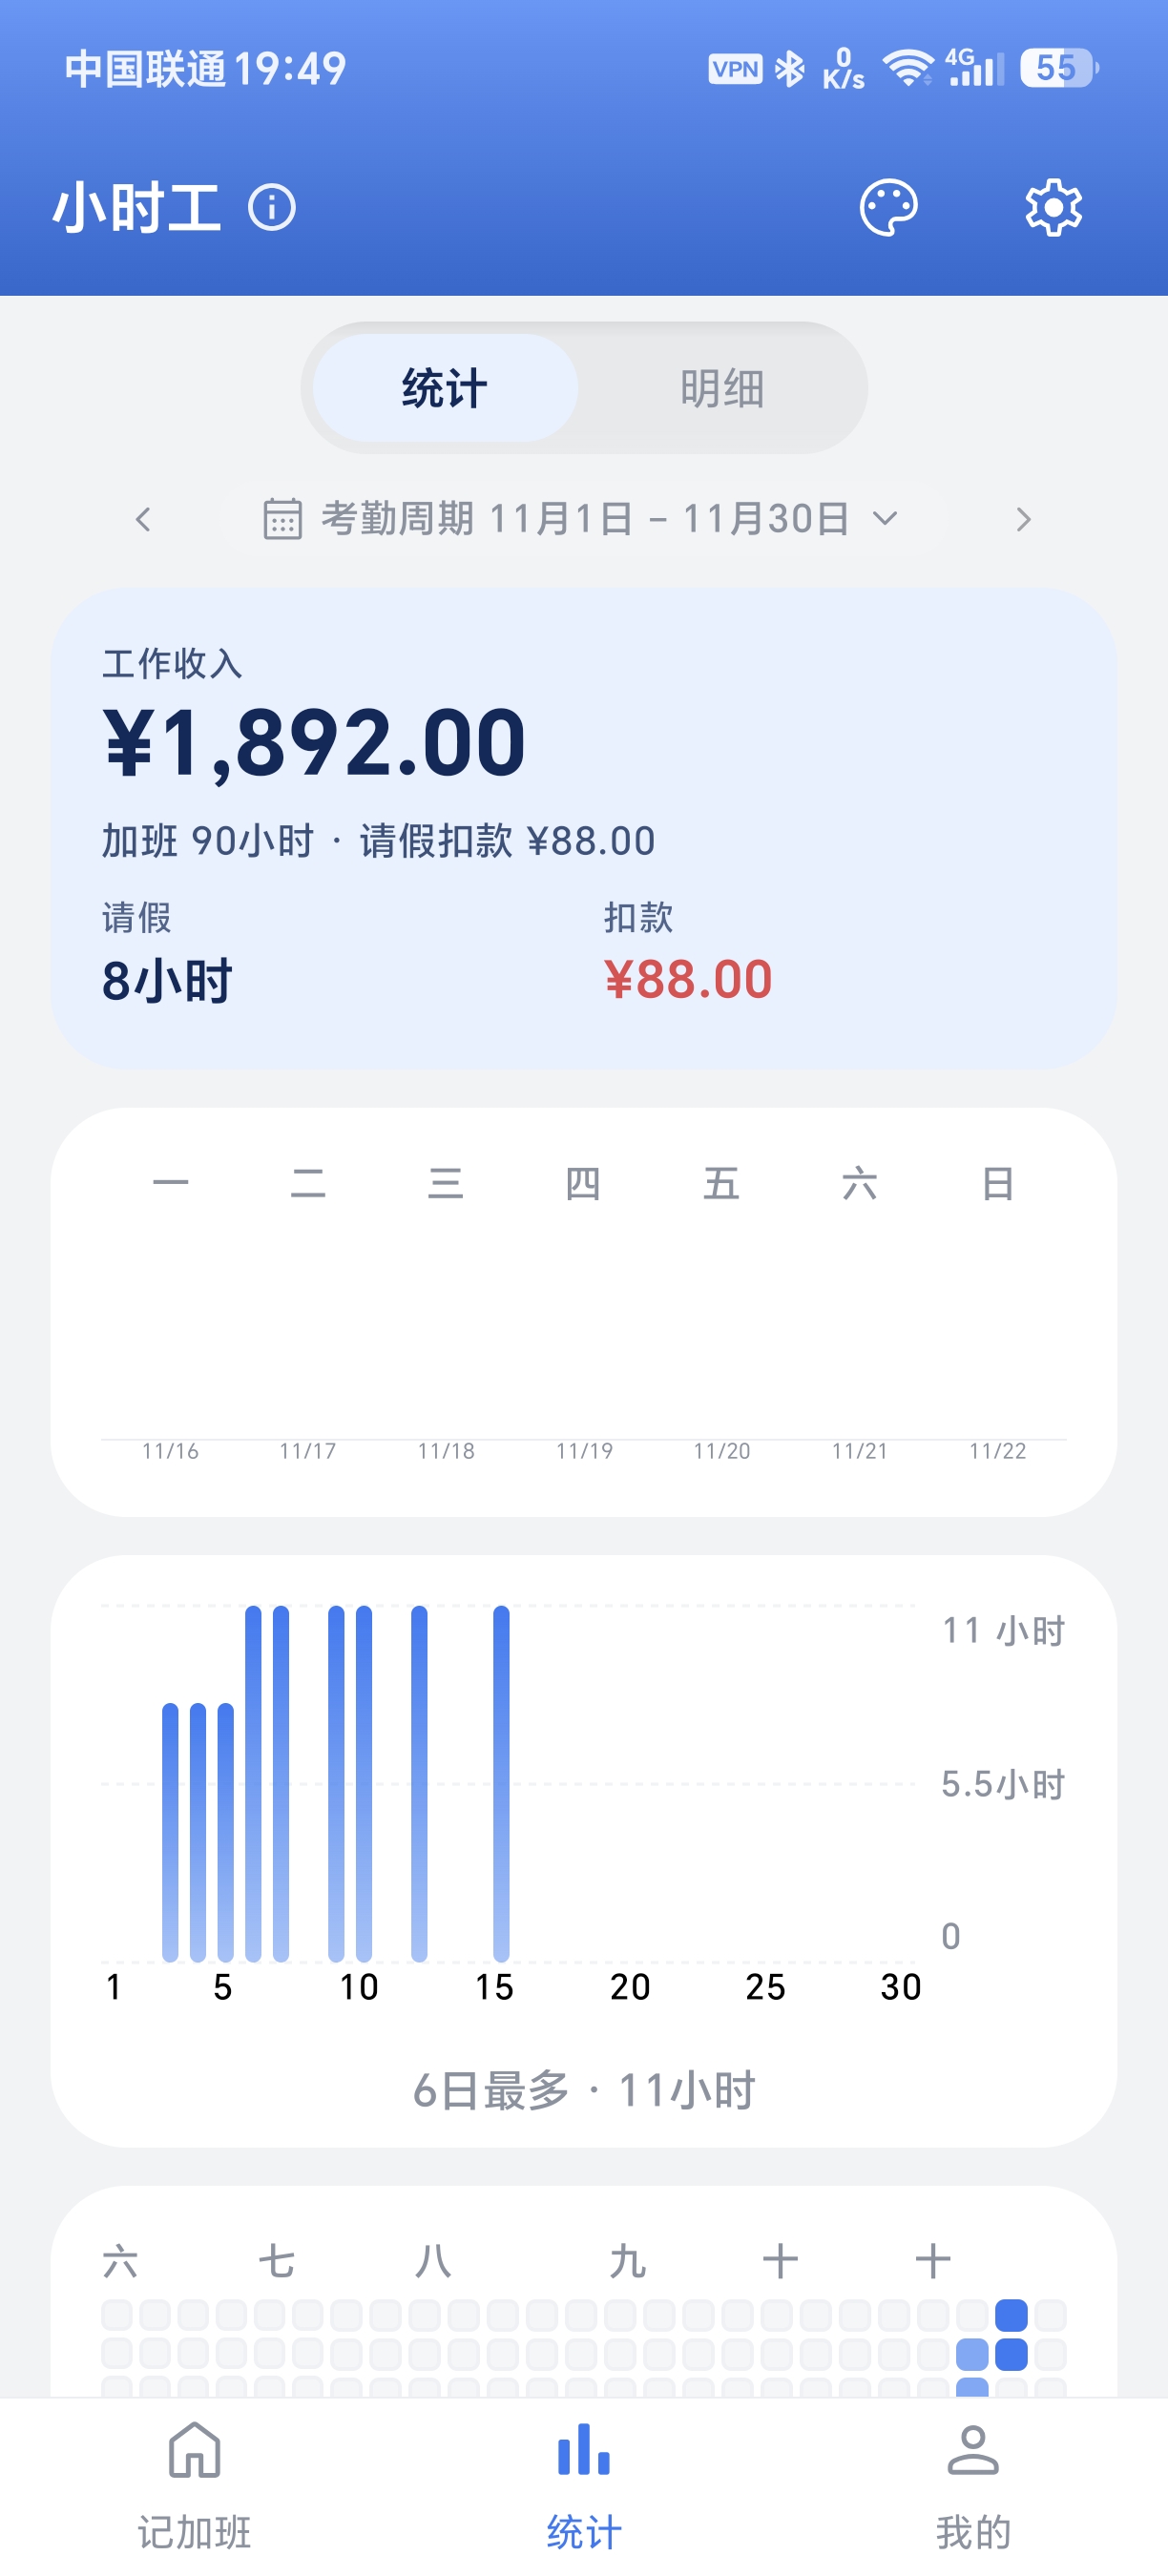 中国联通 19:49 VPN 0 K/s 4G 55
小时工
统计 明细
考勤周期 11月1日 – 11月30日
工作收入
¥1,892.00
加班 90小时 · 请假扣款 ¥88.00
请假 扣款
8小时 ¥88.00
一 二 三 四 五 六 日
11/16 11/17 11/18 11/19 11/20 11/21 11/22
11 小时
5.5小时
0
1 5 10 15 20 25 30
6日最多 · 11小时
六 七 八 九 十 十
记加班 统计 我的